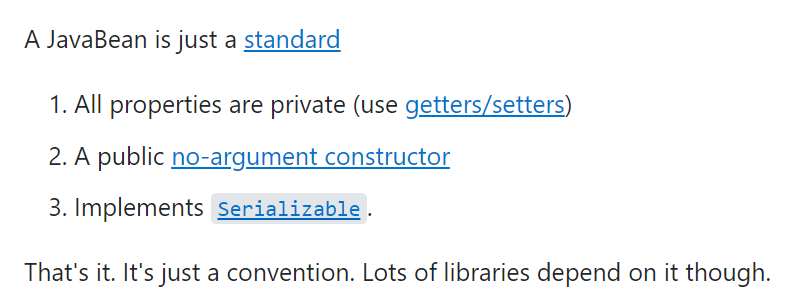 A JavaBean is just a standard
1. All properties are private (use getters/setters)
2. A public no-argument constructor
3. Implements Serializable.
That's it. It's just a convention. Lots of libraries depend on it though.